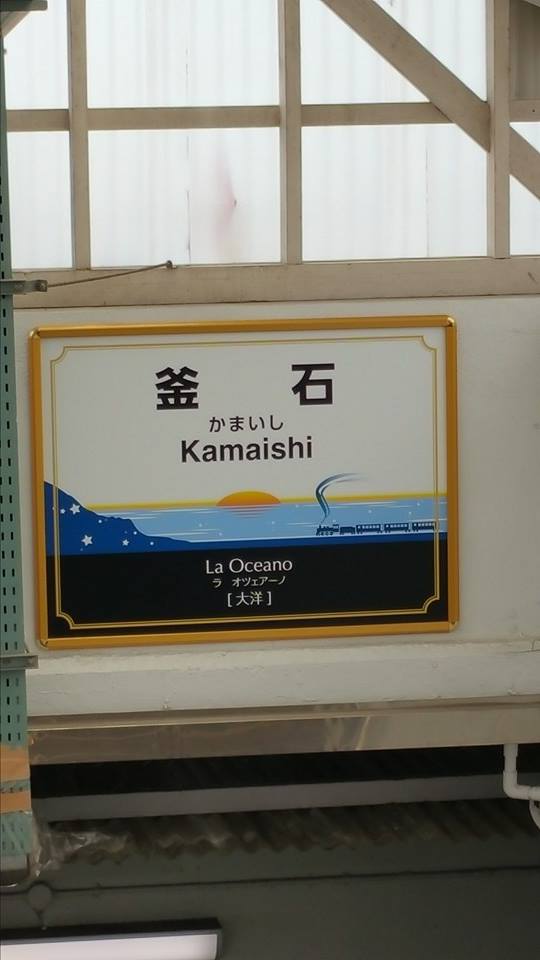 釜石
かまいし
Kamaishi
La Oceano
ラ オツェアーノ
[大洋]